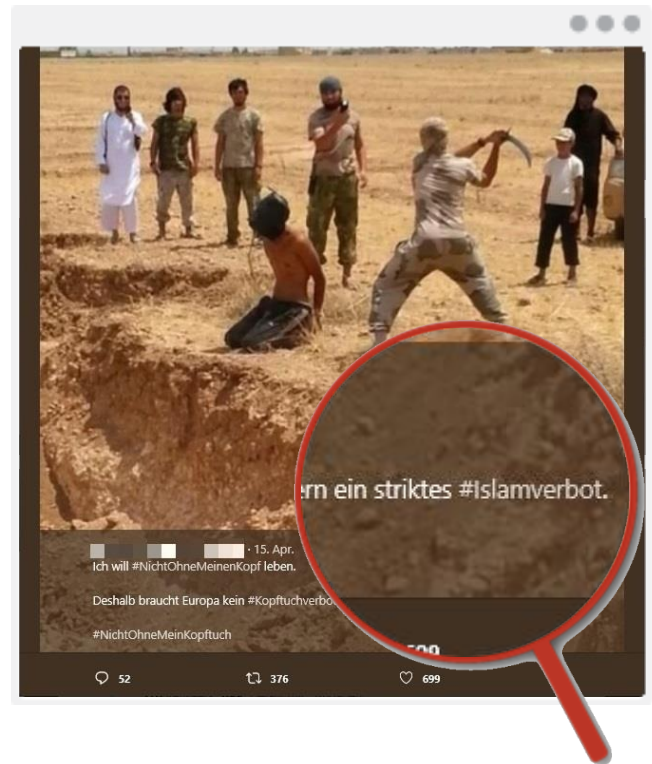 · 15. Apr.
Ich will #NichtOhneMeinenKopf leben.
Deshalb braucht Europa kein #Kopftuchverbo
ern ein striktes #Islamverbot.
#NichtOhneMeinKopftuch
52 376 699